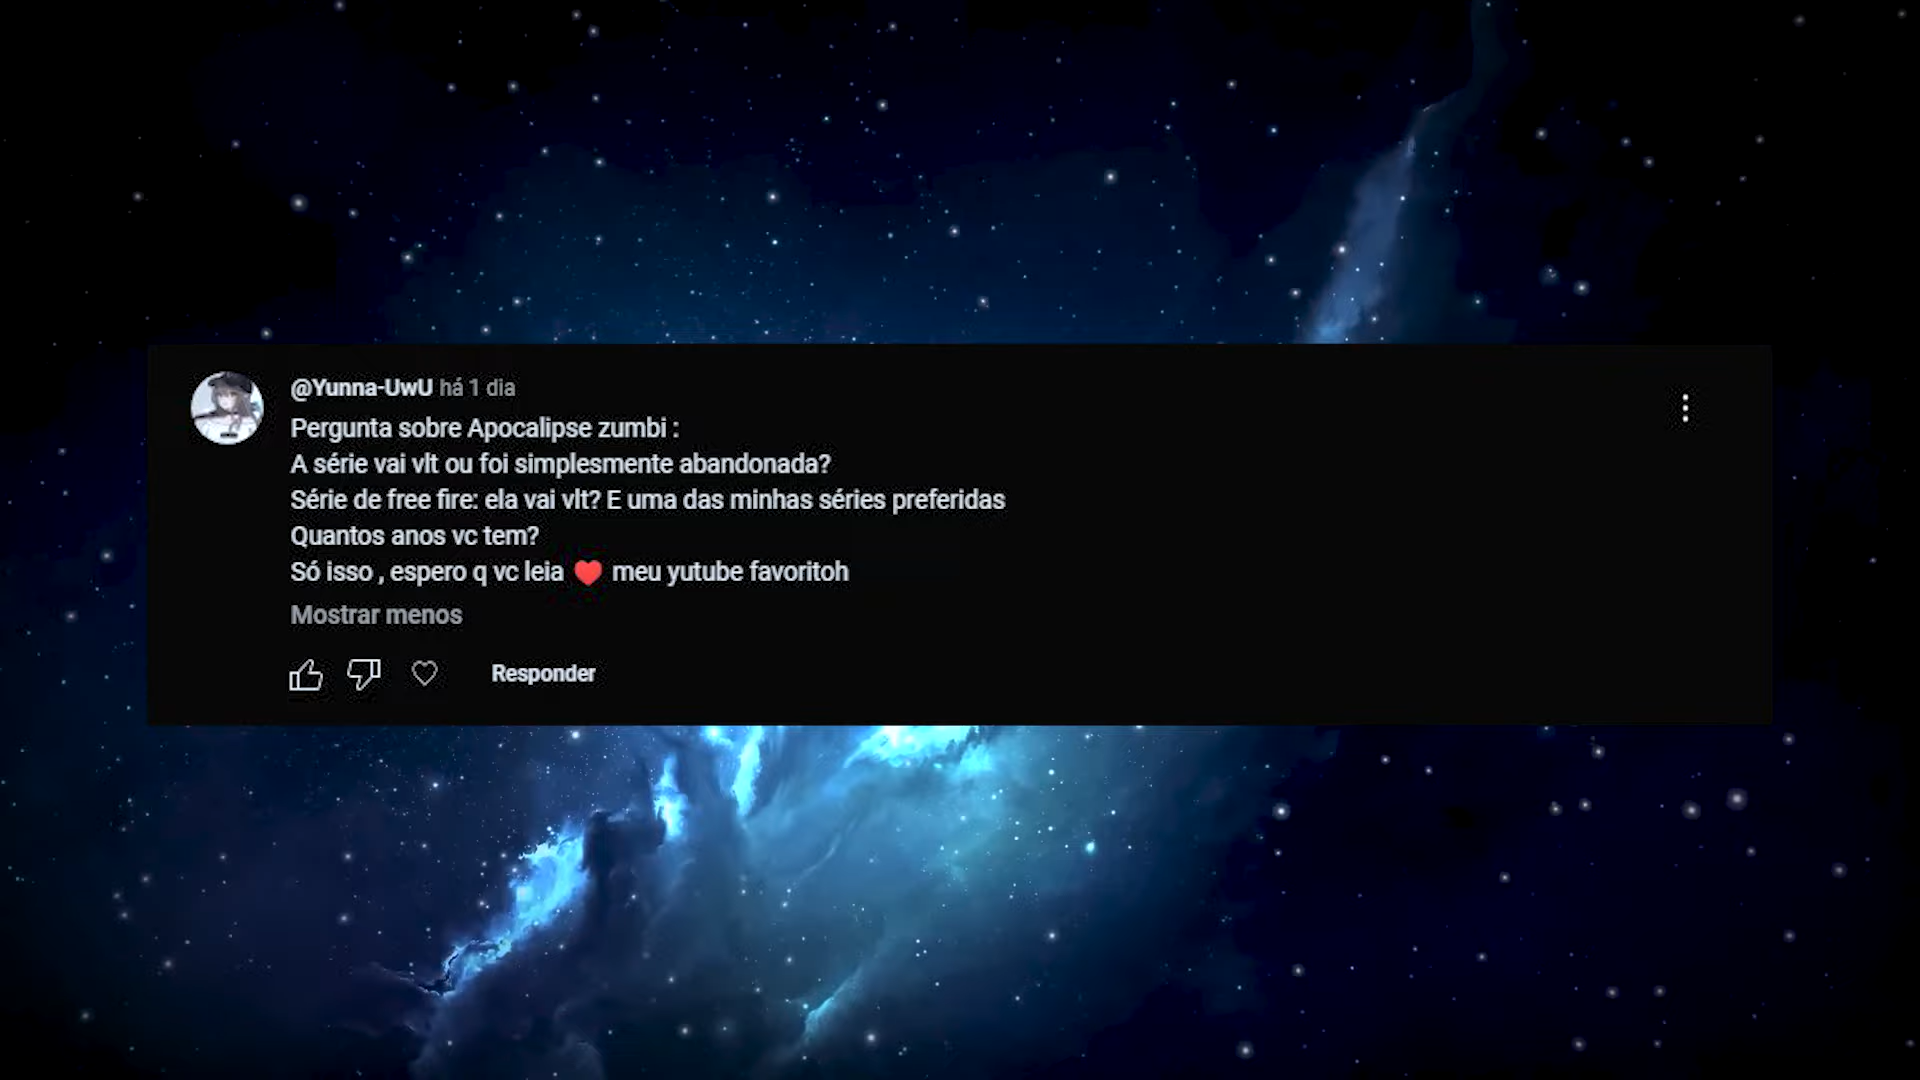 @Yunna-UwU há 1 dia
Pergunta sobre Apocalipse zumbi :
A série vai vlt ou foi simplesmente abandonada?
Série de free fire: ela vai vlt? E uma das minhas séries preferidas
Quantos anos vc tem?
Só isso , espero q vc leia ❤️ meu yutube favoritoh
Mostrar menos
Responder